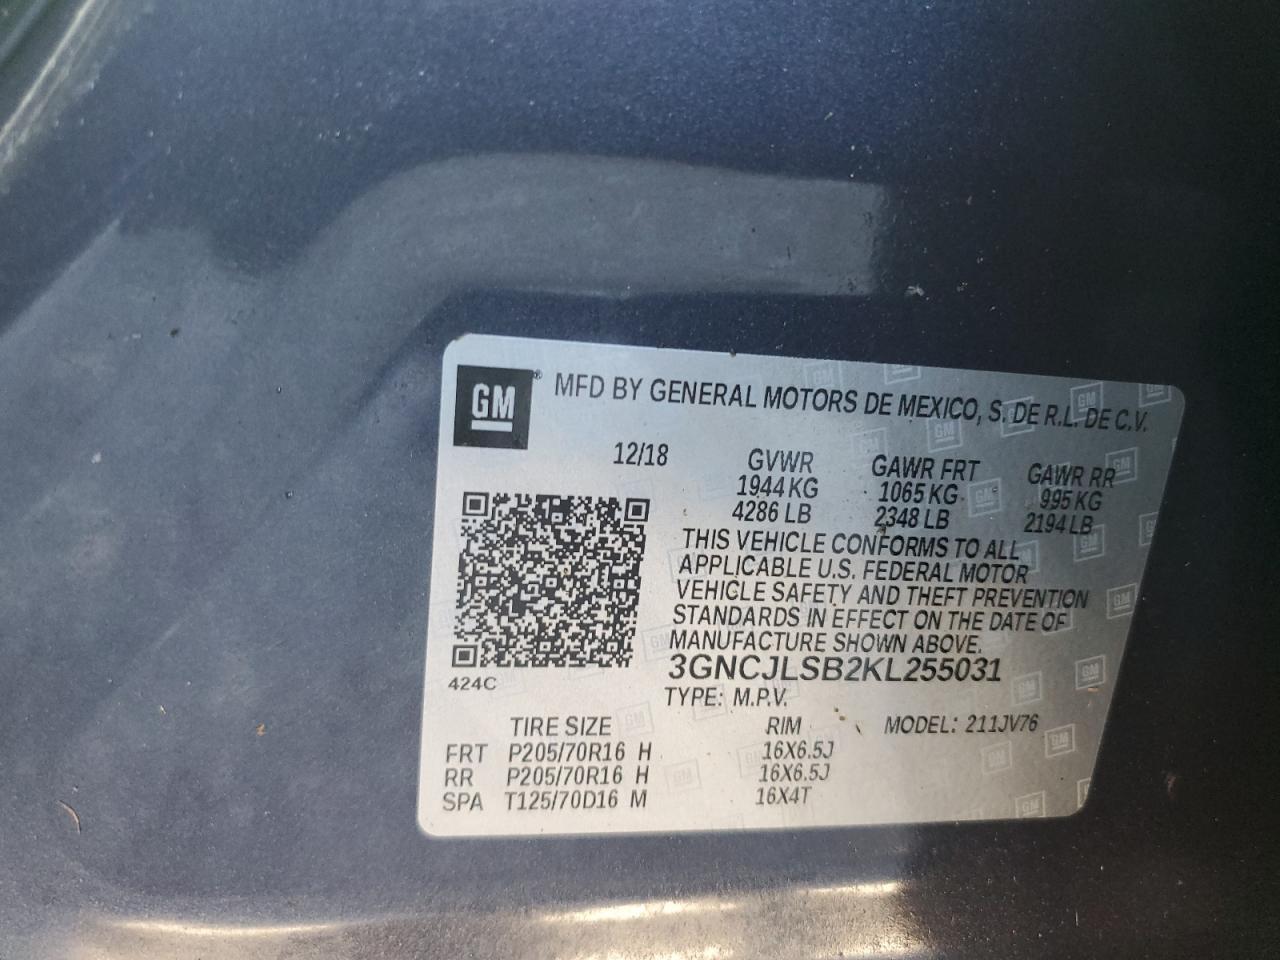 GM ® MFD BY GENERAL MOTORS DE MEXICO, S. DE R.L. DE C.V.
12/18 GVWR GAWR FRT GAWR RR
1944 KG 1065 KG 995 KG
4286 LB 2348 LB 2194 LB
THIS VEHICLE CONFORMS TO ALL
APPLICABLE U.S. FEDERAL MOTOR
VEHICLE SAFETY AND THEFT PREVENTION
STANDARDS IN EFFECT ON THE DATE OF
MANUFACTURE SHOWN ABOVE.
3GNCJLSB2KL255031
424C
TYPE: M.P.V.
TIRE SIZE RIM MODEL: 211JV76
FRT P205/70R16 H 16X6.5J
RR P205/70R16 H 16X6.5J
SPA T125/70D16 M 16X4T